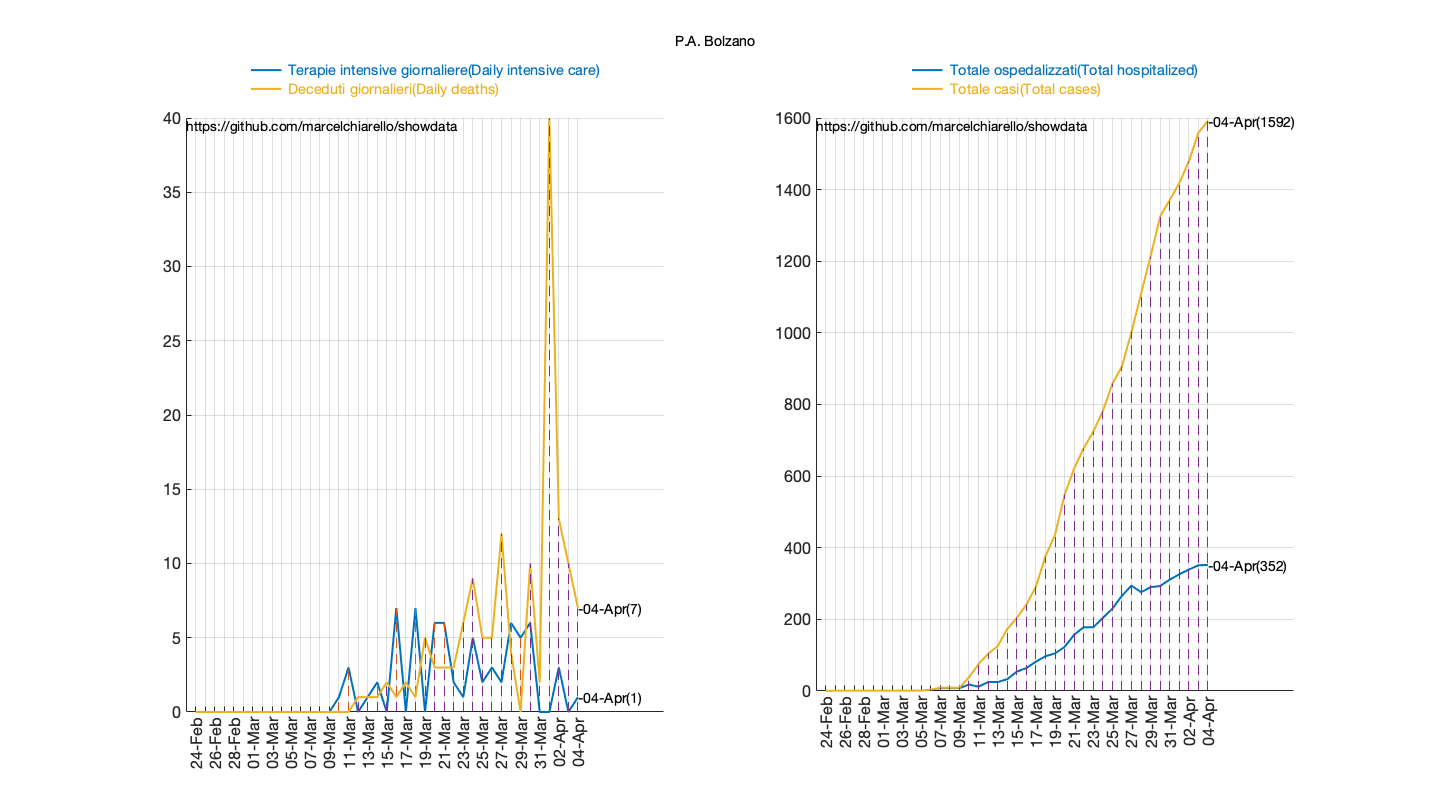 P.A. Bolzano
Terapie intensive giornaliere(Daily intensive care)
Deceduti giornalieri(Daily deaths)
40
35
30
25
20
15
10
5
0
https://github.com/marcelchiarello/showdata
-04-Apr(7)
-04-Apr(1)
24-Feb
26-Feb
28-Feb
01-Mar
03-Mar
05-Mar
07-Mar
09-Mar
11-Mar
13-Mar
15-Mar
17-Mar
19-Mar
21-Mar
23-Mar
25-Mar
27-Mar
29-Mar
31-Mar
02-Apr
04-Apr
Totale ospedalizzati(Total hospitalized)
Totale casi(Total cases)
1600
1400
1200
1000
800
600
400
200
0
https://github.com/marcelchiarello/showdata
-04-Apr(1592)
-04-Apr(352)
24-Feb
26-Feb
28-Feb
01-Mar
03-Mar
05-Mar
07-Mar
09-Mar
11-Mar
13-Mar
15-Mar
17-Mar
19-Mar
21-Mar
23-Mar
25-Mar
27-Mar
29-Mar
31-Mar
02-Apr
04-Apr